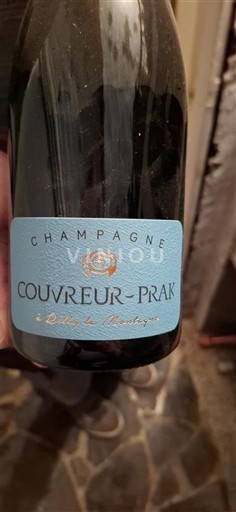 CHAMPAGNE
VINIOU
COUVREUR-PRAK
à Rilly la Montagne